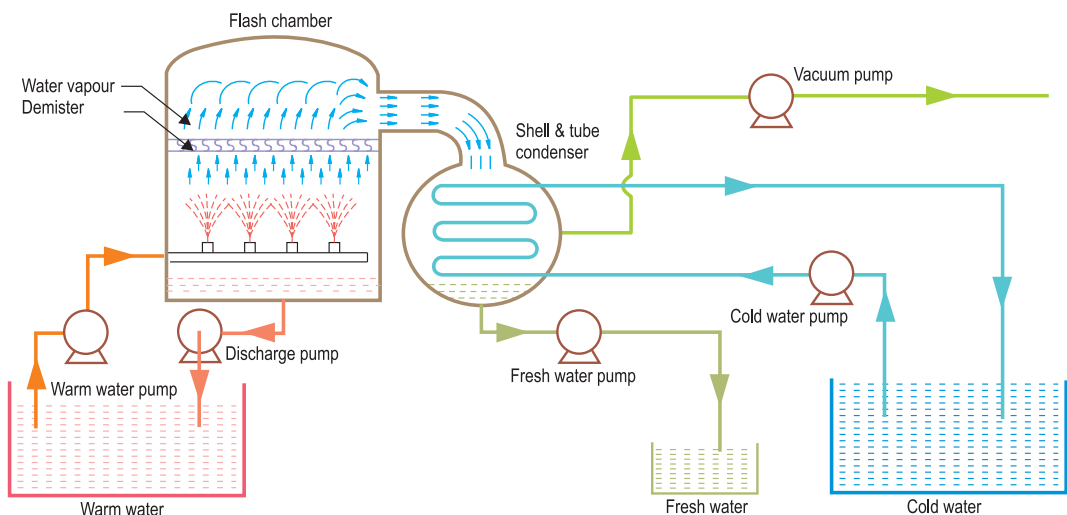 Flash chamber
Water vapour
Demister
Vacuum pump
Shell & tube
condenser
Cold water pump
Discharge pump
Fresh water pump
Warm water pump
Warm water
Fresh water
Cold water